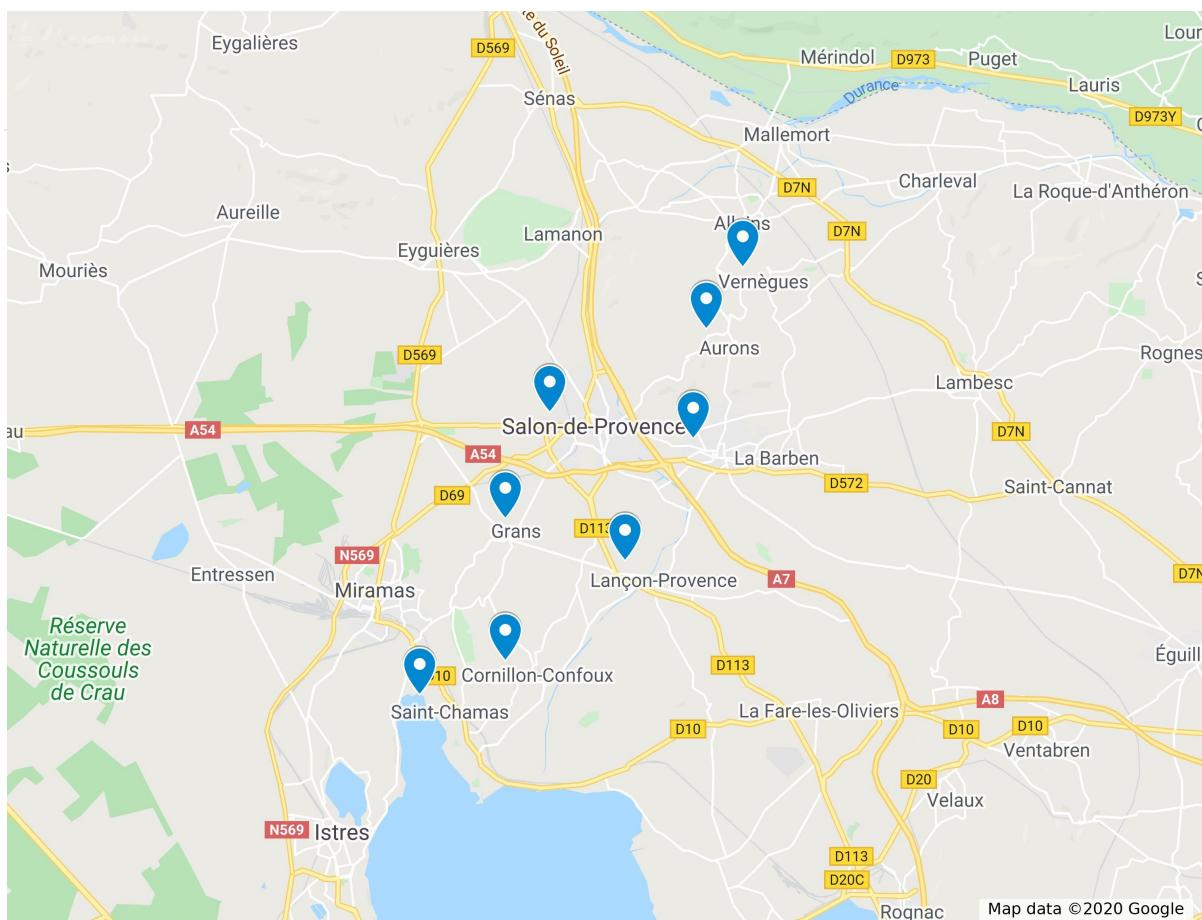 te du Soleil
Eygalières
D569
Mérindol
D973
Puget
Lour
Lauris
Durance
Sénas
D973Y
Mallemort
Charleval
D7N
La Roque-d'Anthéron
Aureille
D7N
Lamanon
Eyguières
Mouriès
Vernègues
Aurons
D569
Rognes
Lambesc
Salon-de-Provence
A54
au
D7N
A54
La Barben
D572
Saint-Cannat
D69
Grans
D113
N569
Entressen
Miramas
Lançon-Provence
A7
D7N
Réserve
Naturelle des
Coussouls
de Crau
Éguill
D113
Cornillon-Confoux
A8
Saint-Chamas
La Fare-les-Oliviers
D10
D10
D10
Ventabren
D20
Velaux
N569
Istres
D113
D20C
Rognac
Map data ©2020 Google